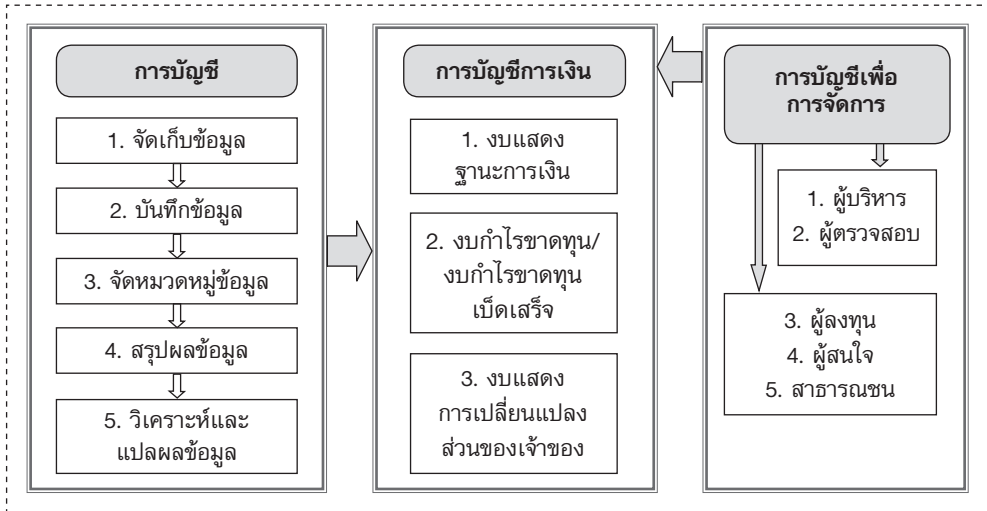 การบัญชี
1. จัดเก็บข้อมูล
2. บันทึกข้อมูล
3. จัดหมวดหมู่ข้อมูล
4. สรุปผลข้อมูล
5. วิเคราะห์และ
แปลผลข้อมูล
การบัญชีการเงิน
1. งบแสดง
ฐานะการเงิน
2. งบกำไรขาดทุน/
งบกำไรขาดทุน
เบ็ดเสร็จ
3. งบแสดง
การเปลี่ยนแปลง
ส่วนของเจ้าของ
การบัญชีเพื่อ
การจัดการ
1. ผู้บริหาร
2. ผู้ตรวจสอบ
3. ผู้ลงทุน
4. ผู้สนใจ
5. สาธารณชน